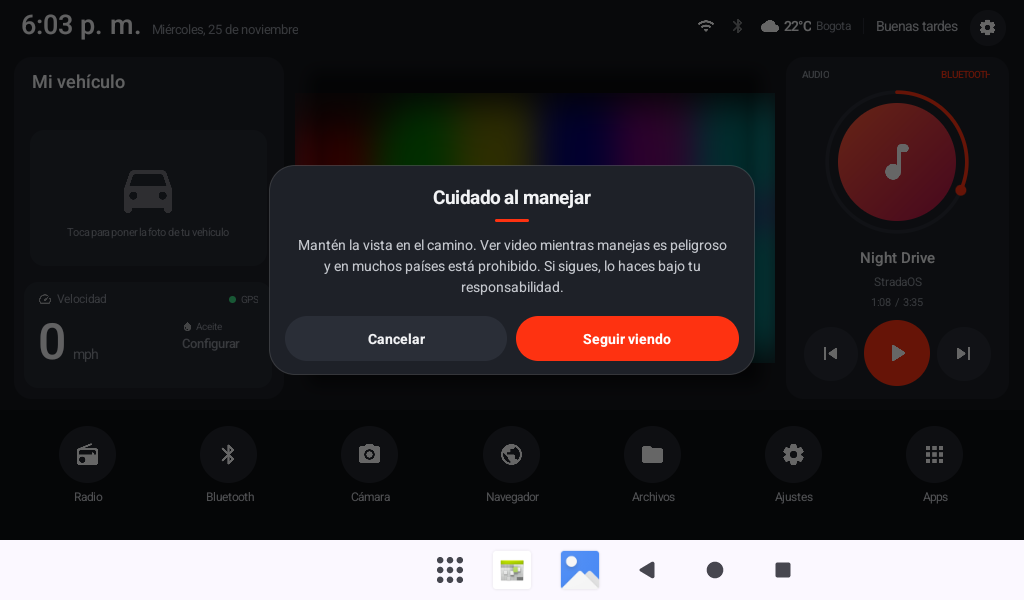 6:03 p. m.
Miércoles, 25 de noviembre
22°C Bogota
Buenas tardes
Mi vehículo
Toca para poner la foto de tu vehículo
Velocidad
GPS
0 mph
Aceite
Configurar
Cuidado al manejar
Mantén la vista en el camino. Ver video mientras manejas es peligroso
y en muchos países está prohibido. Si sigues, lo haces bajo tu
responsabilidad.
Cancelar
Seguir viendo
AUDIO
BLUETOOTH
Night Drive
StradaOS
1:08 / 3:35
Radio
Bluetooth
Cámara
Navegador
Archivos
Ajustes
Apps